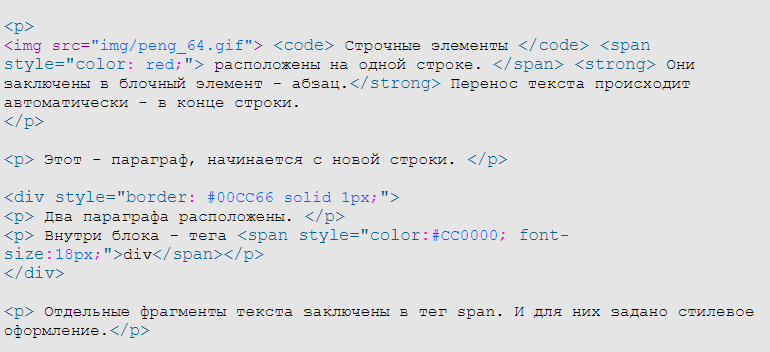 <p>
<img src="img/peng_64.gif"> <code> Строчные элементы </code> <span
style="color: red;"> расположены на одной строке. </span> <strong> Они
заключены в блочный элемент - абзац.</strong> Перенос текста происходит
автоматически - в конце строки.
</p>
<p> Этот - параграф, начинается с новой строки. </p>
<div style="border: #00CC66 solid 1px;">
<p> Два параграфа расположены. </p>
<p> Внутри блока - тега <span style="color:#CC0000; font-
size:18px;">div</span></p>
</div>
<p> Отдельные фрагменты текста заключены в тег span. И для них задано стилевое
оформление.</p>